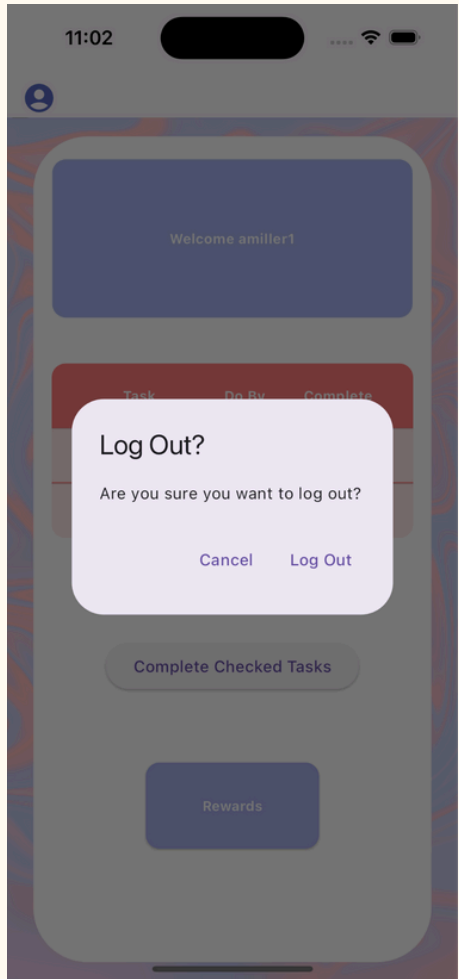 11:02
Welcome amiller1
Task Do By Complete
Log Out?
Are you sure you want to log out?
Cancel Log Out
Complete Checked Tasks
Rewards